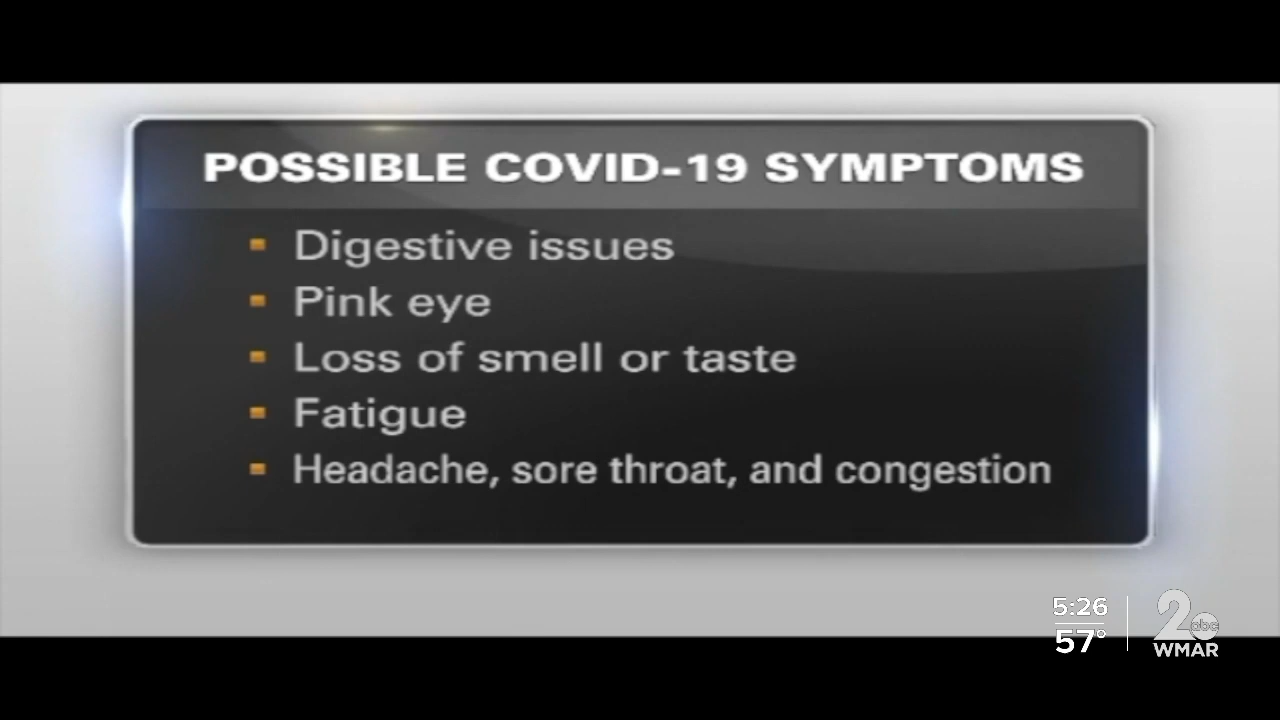 POSSIBLE COVID-19 SYMPTOMS
Digestive issues
Pink eye
Loss of smell or taste
Fatigue
Headache, sore throat, and congestion
5:26
57°
2 abc
WMAR